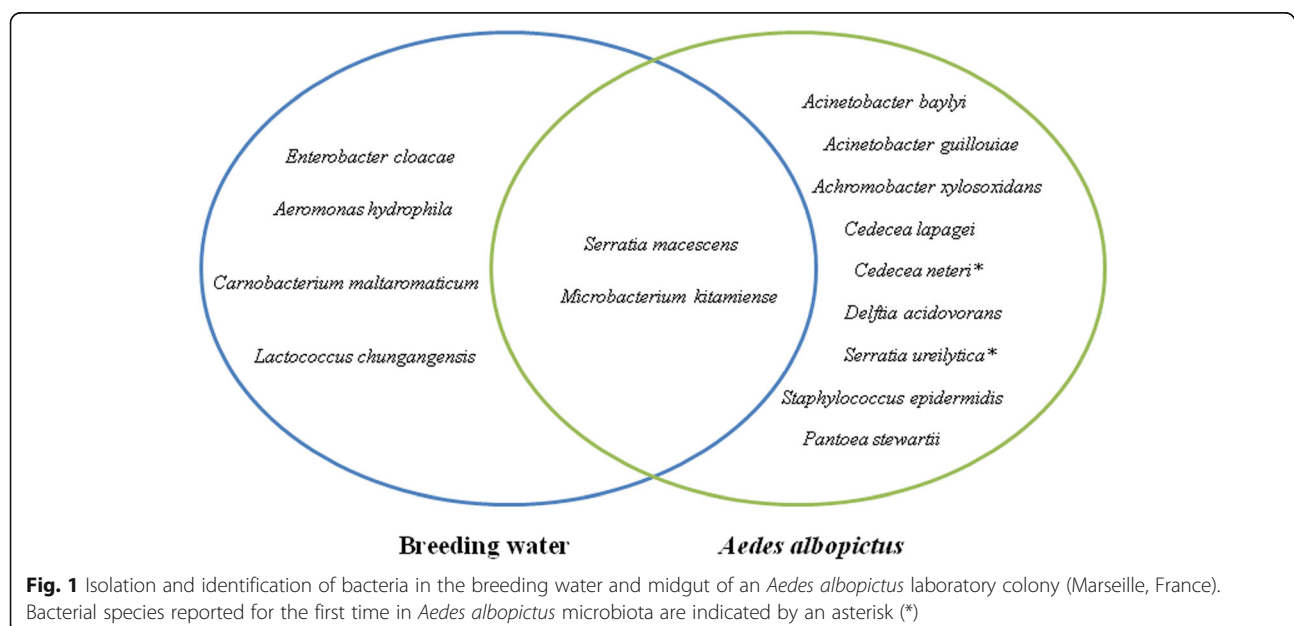 Enterobacter cloacae
Aeromonas hydrophila
Carnobacterium maltaromaticum
Lactococcus chungangensis
Serratia macescens
Microbacterium kitamiense
Acinetobacter baylyi
Acinetobacter guillouiae
Achromobacter xylosoxidans
Cedecea lapagei
Cedecea neteri*
Delftia acidovorans
Serratia ureilytica*
Staphylococcus epidermidis
Pantoea stewartii
Breeding water
Aedes albopictus
Fig. 1 Isolation and identification of bacteria in the breeding water and midgut of an Aedes albopictus laboratory colony (Marseille, France).
Bacterial species reported for the first time in Aedes albopictus microbiota are indicated by an asterisk (*)